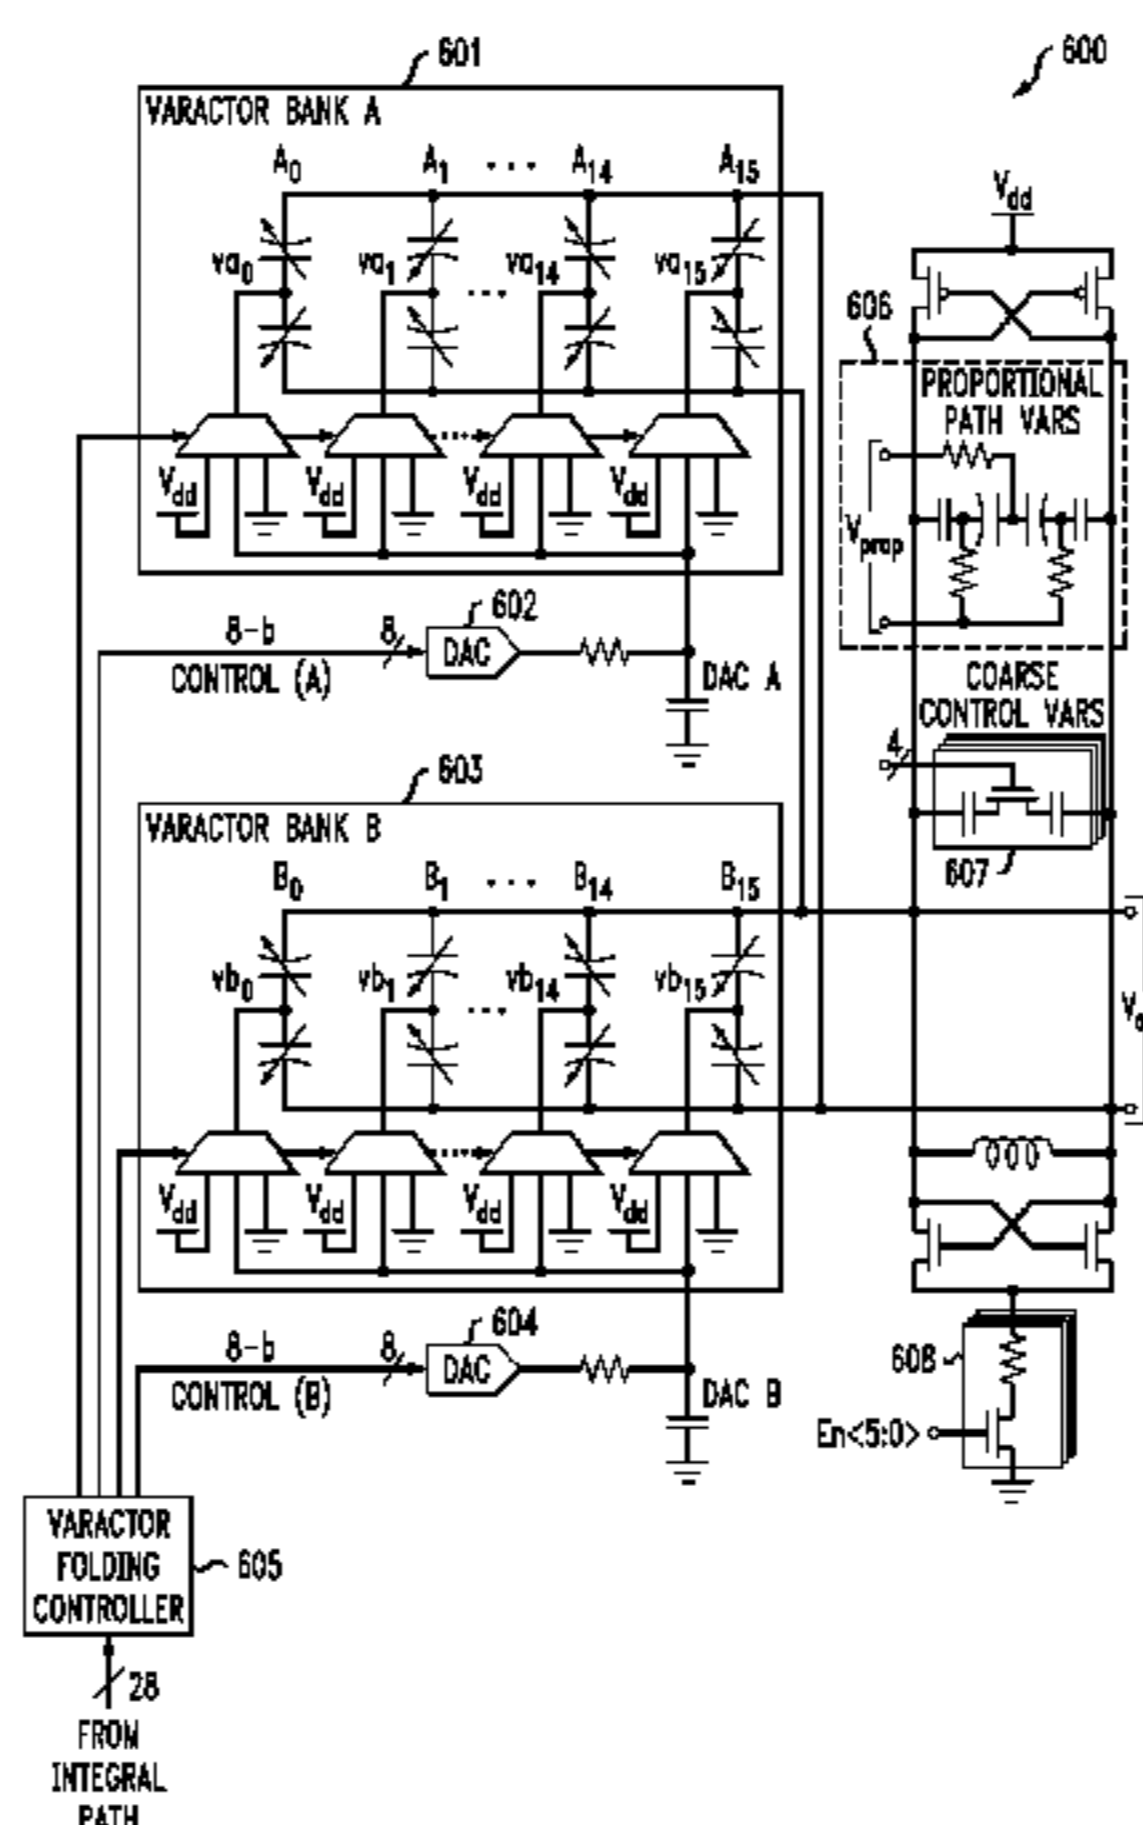 601
600
VARACTOR BANK A
A0 A1 ... A14 A15
Vdd
va0 va1 ... va14 va15
606
PROPORTIONAL
PATH VARS
Vprop
Vdd Vdd Vdd Vdd
602
8-b
CONTROL (A)
8
DAC
DAC A
COARSE
CONTROL VARS
4
607
603
VARACTOR BANK B
B0 B1 ... B14 B15
vb0 vb1 ... vb14 vb15
Vdd Vdd Vdd Vdd
604
8-b
CONTROL (B)
8
DAC
DAC B
608
En<5:0>
VARACTOR
FOLDING
CONTROLLER
605
28
FROM
INTEGRAL
PATH